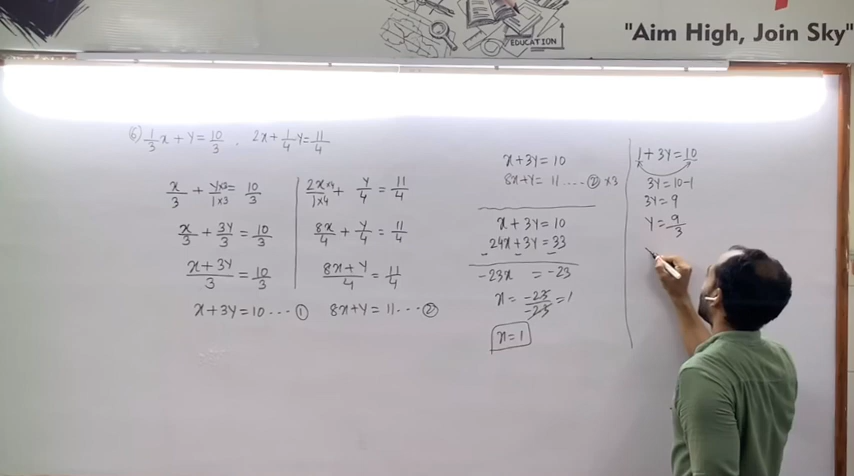 EDUCATION
"Aim High, Join Sky"
6) 1/3 x + y = 10/3 , 2x + 1/4 y = 11/4
x/3 + y×3/1×3 = 10/3
x/3 + 3y/3 = 10/3
x+3y/3 = 10/3
x+3y = 10 ---- ①
2x×4/1×4 + y/4 = 11/4
8x/4 + y/4 = 11/4
8x+y/4 = 11/4
8x+y = 11 --- ②
x+3y = 10
8x+y = 11 ---- ② ×3
x+3y = 10
24x+3y = 33
- - -
-23x = -23
x = -23/-23 = 1
x=1
1+3y = 10
3y = 10-1
3y = 9
y = 9/3